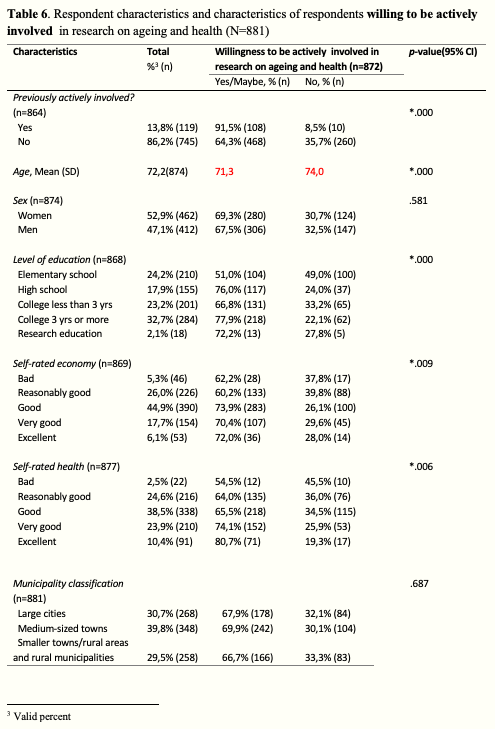 Table 6. Respondent characteristics and characteristics of respondents willing to be actively
involved in research on ageing and health (N=881)
Characteristics Total Willingness to be actively involved in p-value(95% CI)
%³ (n) research on ageing and health (n=872)
Yes/Maybe, % (n) No, % (n)
Previously actively involved?
(n=864) *.000
Yes 13,8% (119) 91,5% (108) 8,5% (10)
No 86,2% (745) 64,3% (468) 35,7% (260)
Age, Mean (SD) 72,2(874) 71,3 74,0 *.000
Sex (n=874) .581
Women 52,9% (462) 69,3% (280) 30,7% (124)
Men 47,1% (412) 67,5% (306) 32,5% (147)
Level of education (n=868) *.000
Elementary school 24,2% (210) 51,0% (104) 49,0% (100)
High school 17,9% (155) 76,0% (117) 24,0% (37)
College less than 3 yrs 23,2% (201) 66,8% (131) 33,2% (65)
College 3 yrs or more 32,7% (284) 77,9% (218) 22,1% (62)
Research education 2,1% (18) 72,2% (13) 27,8% (5)
Self-rated economy (n=869) *.009
Bad 5,3% (46) 62,2% (28) 37,8% (17)
Reasonably good 26,0% (226) 60,2% (133) 39,8% (88)
Good 44,9% (390) 73,9% (283) 26,1% (100)
Very good 17,7% (154) 70,4% (107) 29,6% (45)
Excellent 6,1% (53) 72,0% (36) 28,0% (14)
Self-rated health (n=877) *.006
Bad 2,5% (22) 54,5% (12) 45,5% (10)
Reasonably good 24,6% (216) 64,0% (135) 36,0% (76)
Good 38,5% (338) 65,5% (218) 34,5% (115)
Very good 23,9% (210) 74,1% (152) 25,9% (53)
Excellent 10,4% (91) 80,7% (71) 19,3% (17)
Municipality classification .687
(n=881)
Large cities 30,7% (268) 67,9% (178) 32,1% (84)
Medium-sized towns 39,8% (348) 69,9% (242) 30,1% (104)
Smaller towns/rural areas
and rural municipalities 29,5% (258) 66,7% (166) 33,3% (83)
³ Valid percent